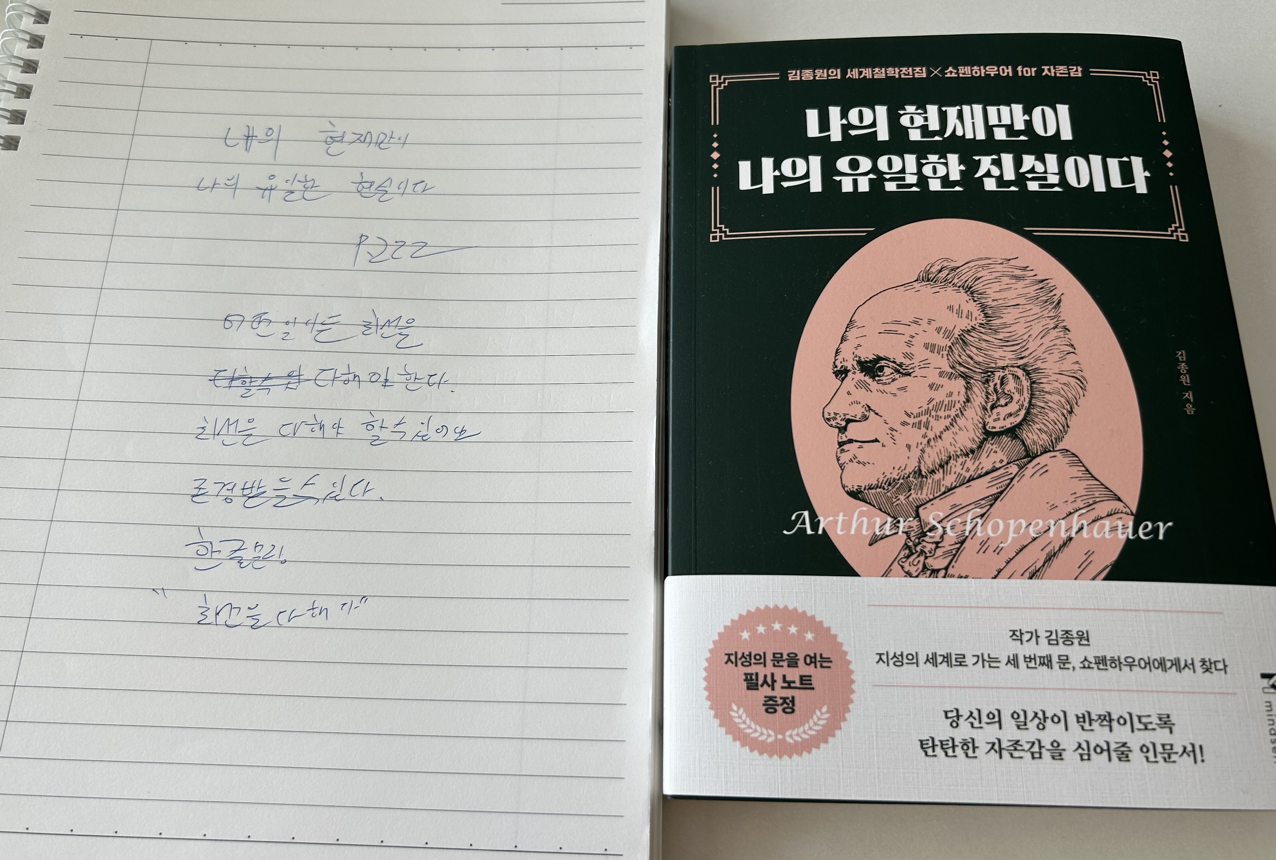 나의 현재만이
나의 유일한 현실이다
P.222
어떤 일이든 최선을
다할수 있 다해야 한다.
최선을 다해야 할수 있어요
존경받을수 있다.
한글
"최선을 다해라"
김종원의 세계철학전집×쇼펜하우어 for 자존감
나의 현재만이
나의 유일한 진실이다
김종원 지음
Arthur Schopenhauer
지성의 문을 여는
필사 노트
증정
작가 김종원
지성의 세계로 가는 세 번째 문, 쇼펜하우어에게서 찾다
당신의 일상이 반짝이도록
탄탄한 자존감을 심어줄 인문서!